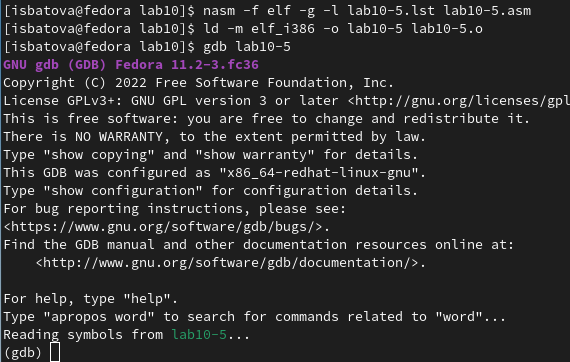 [isbatova@fedora lab10]$ nasm -f elf -g -l lab10-5.lst lab10-5.asm
[isbatova@fedora lab10]$ ld -m elf_i386 -o lab10-5 lab10-5.o
[isbatova@fedora lab10]$ gdb lab10-5
GNU gdb (GDB) Fedora 11.2-3.fc36
Copyright (C) 2022 Free Software Foundation, Inc.
License GPLv3+: GNU GPL version 3 or later <http://gnu.org/licenses/gpl
This is free software: you are free to change and redistribute it.
There is NO WARRANTY, to the extent permitted by law.
Type "show copying" and "show warranty" for details.
This GDB was configured as "x86_64-redhat-linux-gnu".
Type "show configuration" for configuration details.
For bug reporting instructions, please see:
<https://www.gnu.org/software/gdb/bugs/>.
Find the GDB manual and other documentation resources online at:
    <http://www.gnu.org/software/gdb/documentation/>.

For help, type "help".
Type "apropos word" to search for commands related to "word"...
Reading symbols from lab10-5...
(gdb)